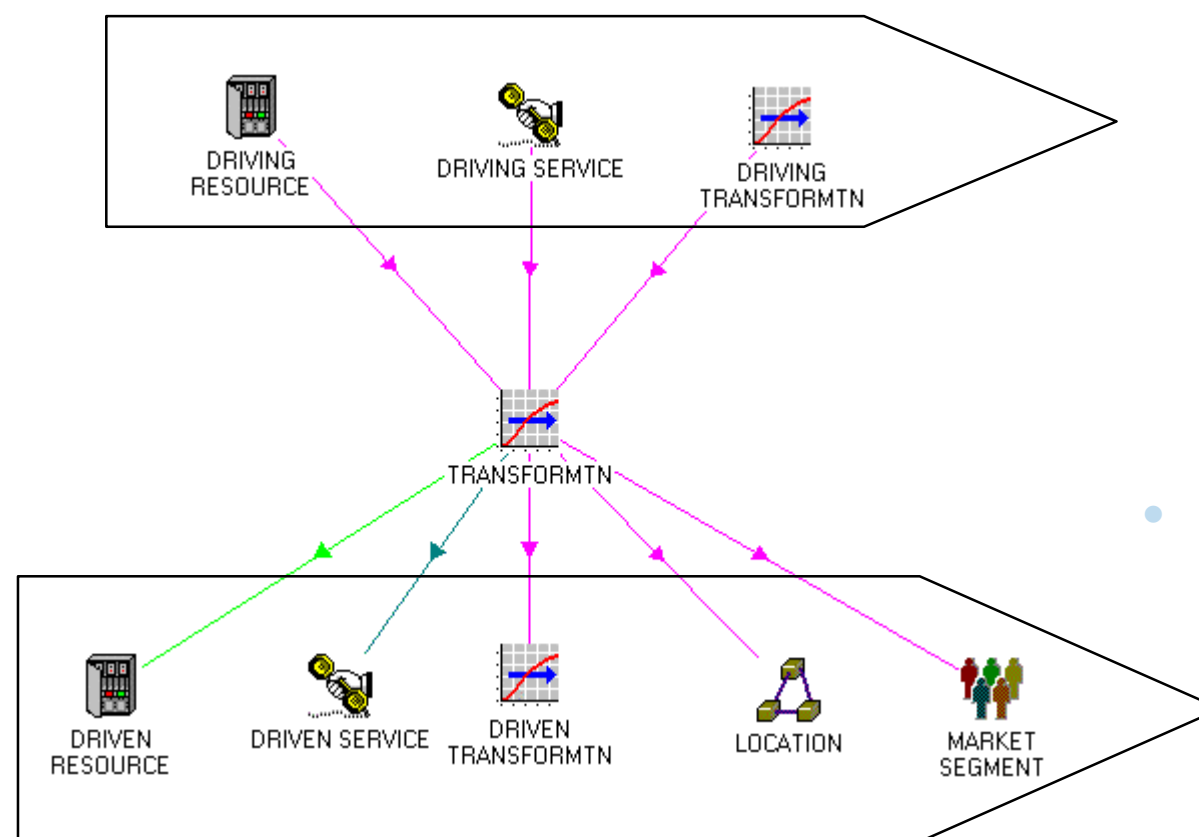 DRIVING
RESOURCE
DRIVING SERVICE
DRIVING
TRANSFORMTN
TRANSFORMTN
DRIVEN
RESOURCE
DRIVEN SERVICE
DRIVEN
TRANSFORMTN
LOCATION
MARKET
SEGMENT